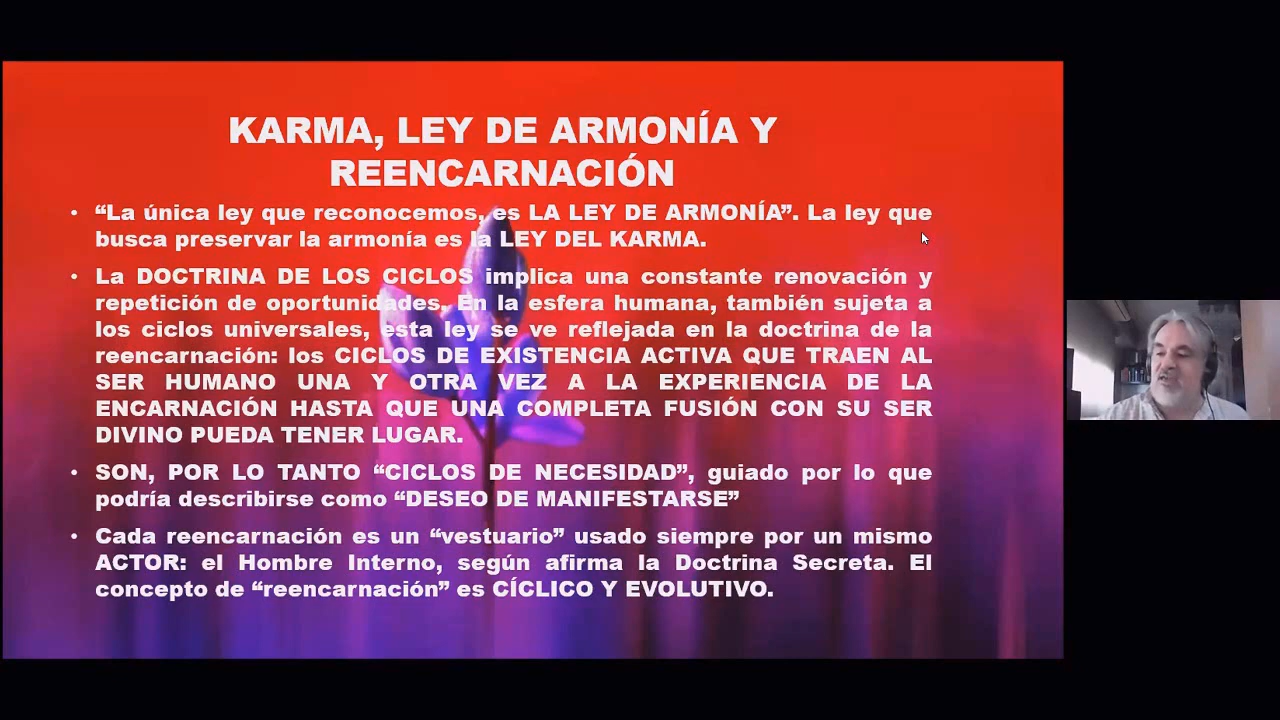 KARMA, LEY DE ARMONÍA Y
REENCARNACIÓN
• “La única ley que reconocemos, es LA LEY DE ARMONÍA”. La ley que
busca preservar la armonía es la LEY DEL KARMA.
• La DOCTRINA DE LOS CICLOS implica una constante renovación y
repetición de oportunidades. En la esfera humana, también sujeta a
los ciclos universales, esta ley se ve reflejada en la doctrina de la
reencarnación: los CICLOS DE EXISTENCIA ACTIVA QUE TRAEN AL
SER HUMANO UNA Y OTRA VEZ A LA EXPERIENCIA DE LA
ENCARNACIÓN HASTA QUE UNA COMPLETA FUSIÓN CON SU SER
DIVINO PUEDA TENER LUGAR.
• SON, POR LO TANTO “CICLOS DE NECESIDAD”, guiado por lo que
podría describirse como “DESEO DE MANIFESTARSE”
• Cada reencarnación es un “vestuario” usado siempre por un mismo
ACTOR: el Hombre Interno, según afirma la Doctrina Secreta. El
concepto de “reencarnación” es CÍCLICO Y EVOLUTIVO.